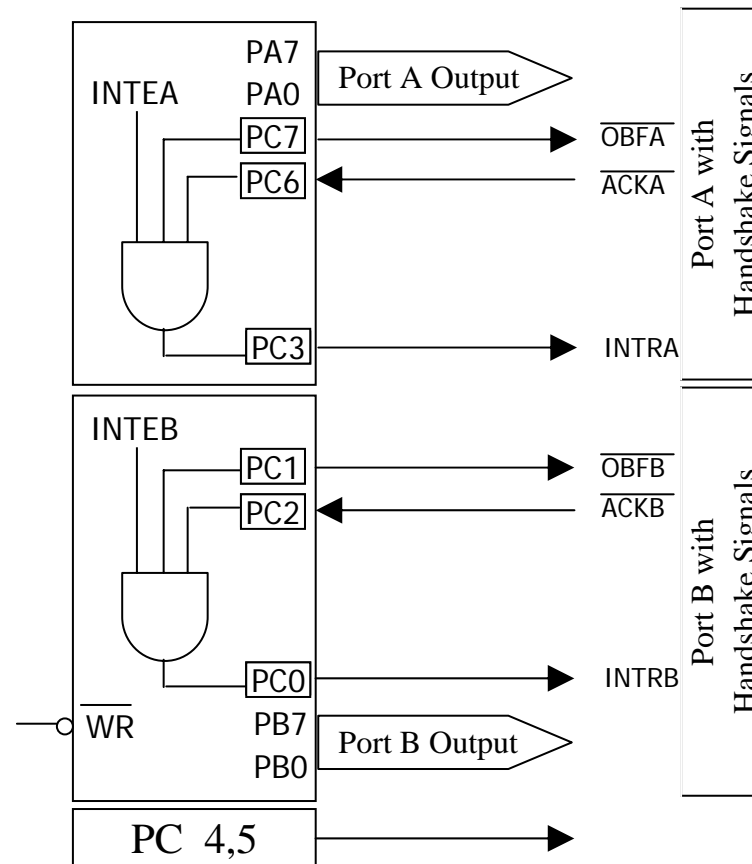 PA7
Port A Output
INTEA
PA0
PC7
OBFA
PC6
ACKA
Port A with
Handshake Signals
PC3
INTRA
INTEB
PC1
OBFB
PC2
ACKB
Port B with
Handshake Signals
PC0
INTRB
WR
PB7
Port B Output
PB0
PC 4,5